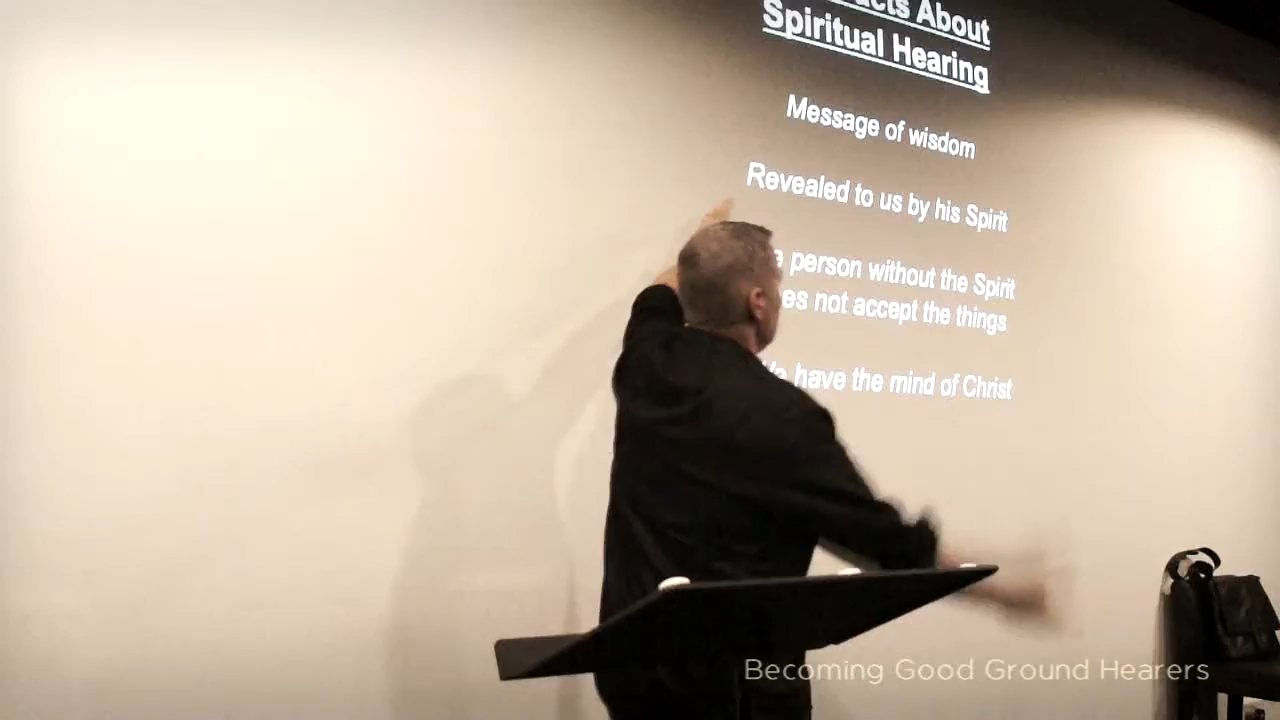 About
Spiritual Hearing
Message of wisdom
Revealed to us by his Spirit
person without the Spirit
not accept the things
have the mind of Christ
Becoming Good Ground Hearers